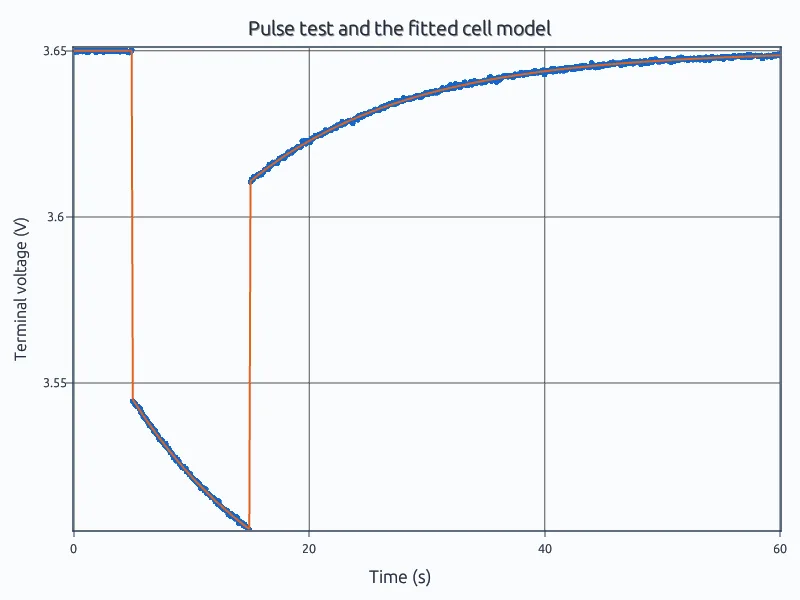 Pulse test and the fitted cell model
3.65
3.6
3.55
Terminal voltage (V)
0
20
40
60
Time (s)